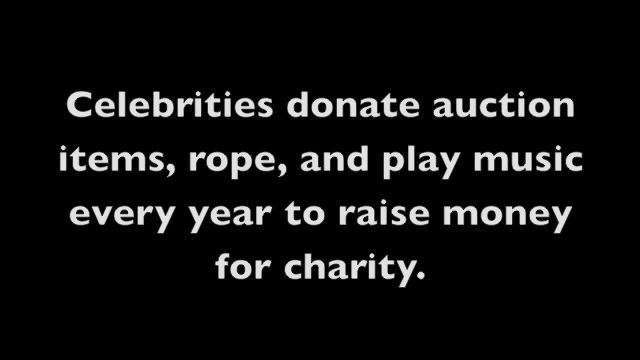 Celebrities donate auction
items, rope, and play music
every year to raise money
for charity.